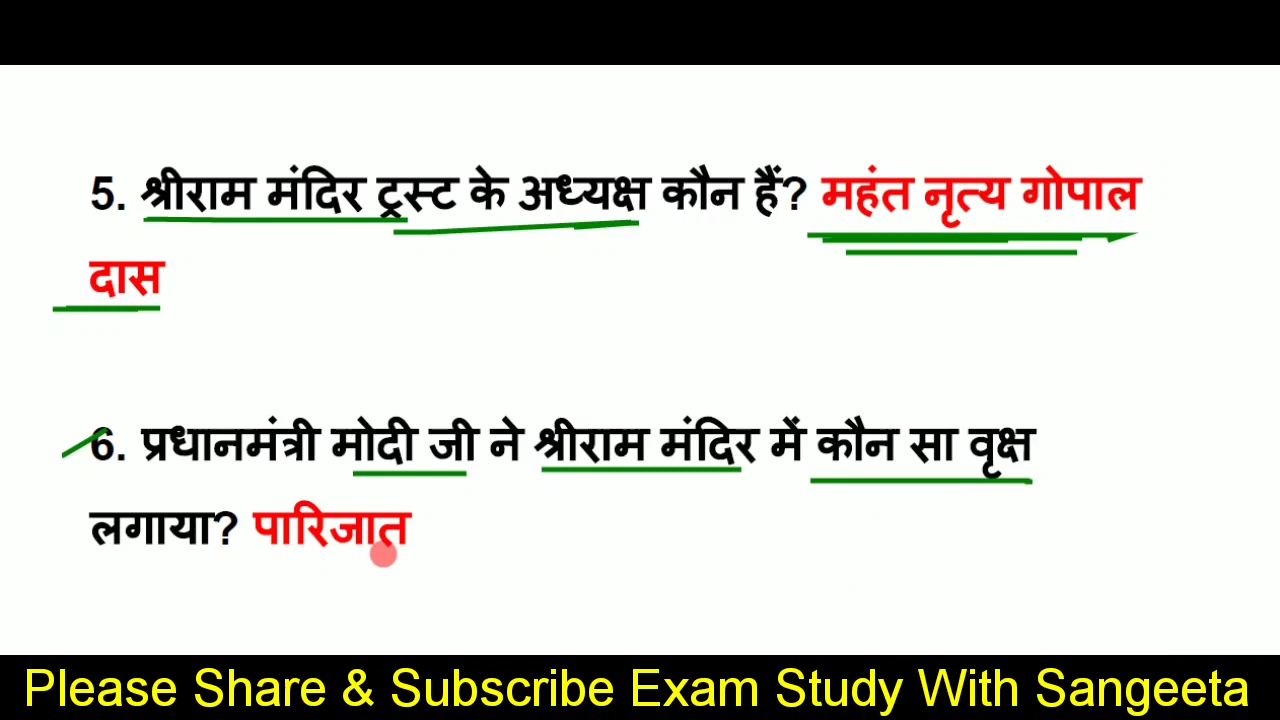 5. श्रीराम मंदिर ट्रस्ट के अध्यक्ष कौन हैं? महंत नृत्य गोपाल
दास
6. प्रधानमंत्री मोदी जी ने श्रीराम मंदिर में कौन सा वृक्ष
लगाया? पारिजात
Please Share & Subscribe Exam Study With Sangeeta